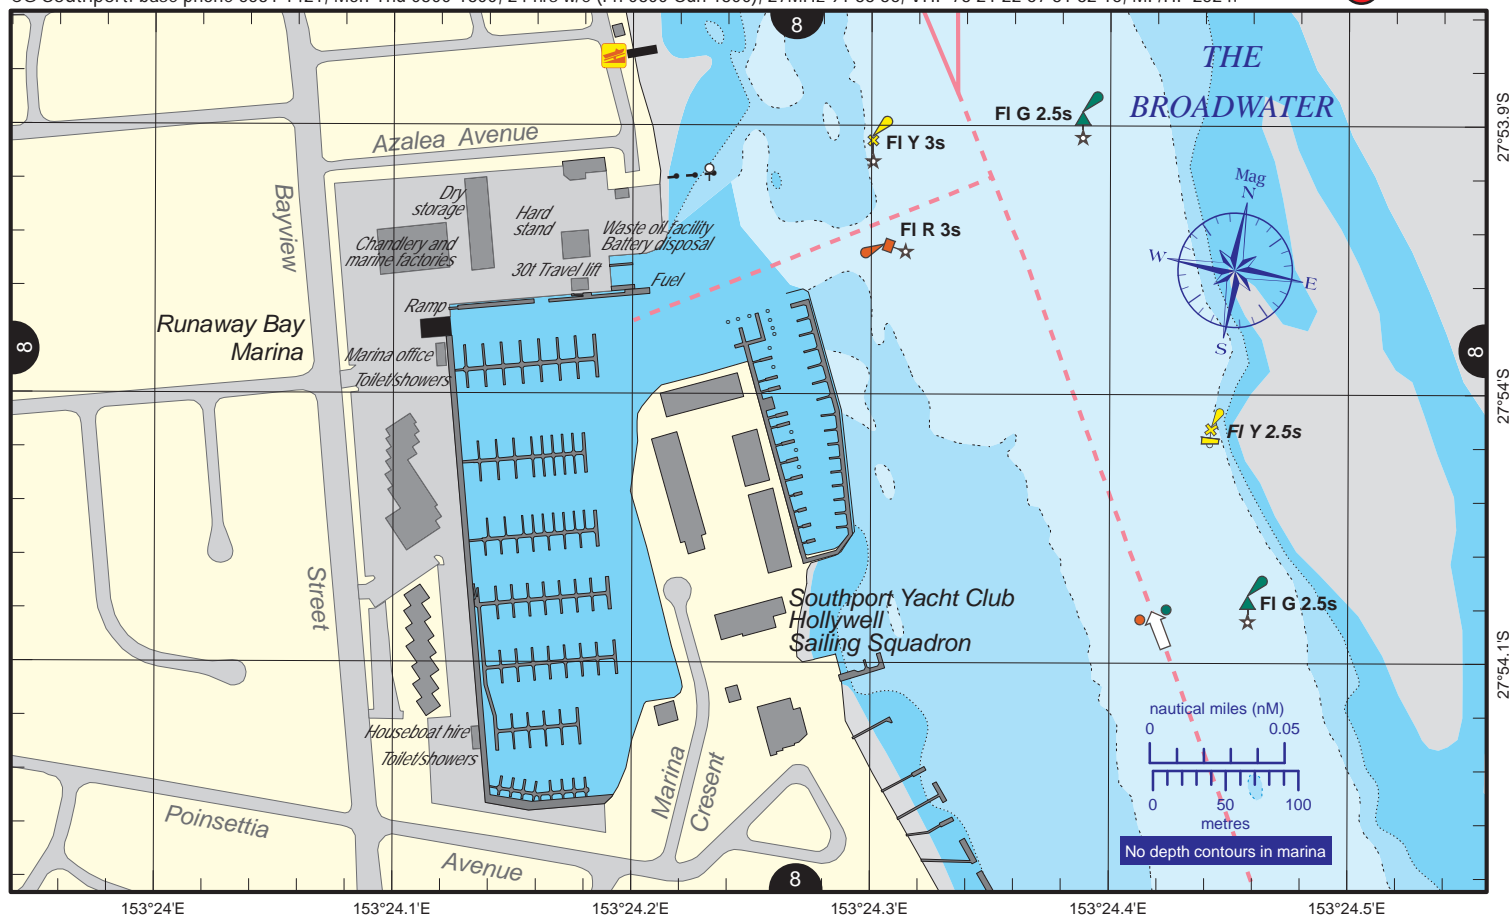 8
THE
BROADWATER
Fl G 2.5s
Fl Y 3s
27°53.9'S
Azalea Avenue
Bayview
Dry
storage
Hard
stand
Waste oil facility
Battery disposal
Chandlery and
marine factories
30t Travel lift
Fuel
Fl R 3s
Mag
N
W
E
S
Ramp
Runaway Bay
Marina
Marina office
Toilet/showers
8
8
27°54'S
Fl Y 2.5s
Street
Southport Yacht Club
Hollywell
Sailing Squadron
Fl G 2.5s
27°54.1'S
nautical miles (nM)
0
0.05
0
50
100
metres
No depth contours in marina
Houseboat hire
Toilet/showers
Marina
Cresent
Poinsettia
Avenue
8
153°24'E
153°24.1'E
153°24.2'E
153°24.3'E
153°24.4'E
153°24.5'E